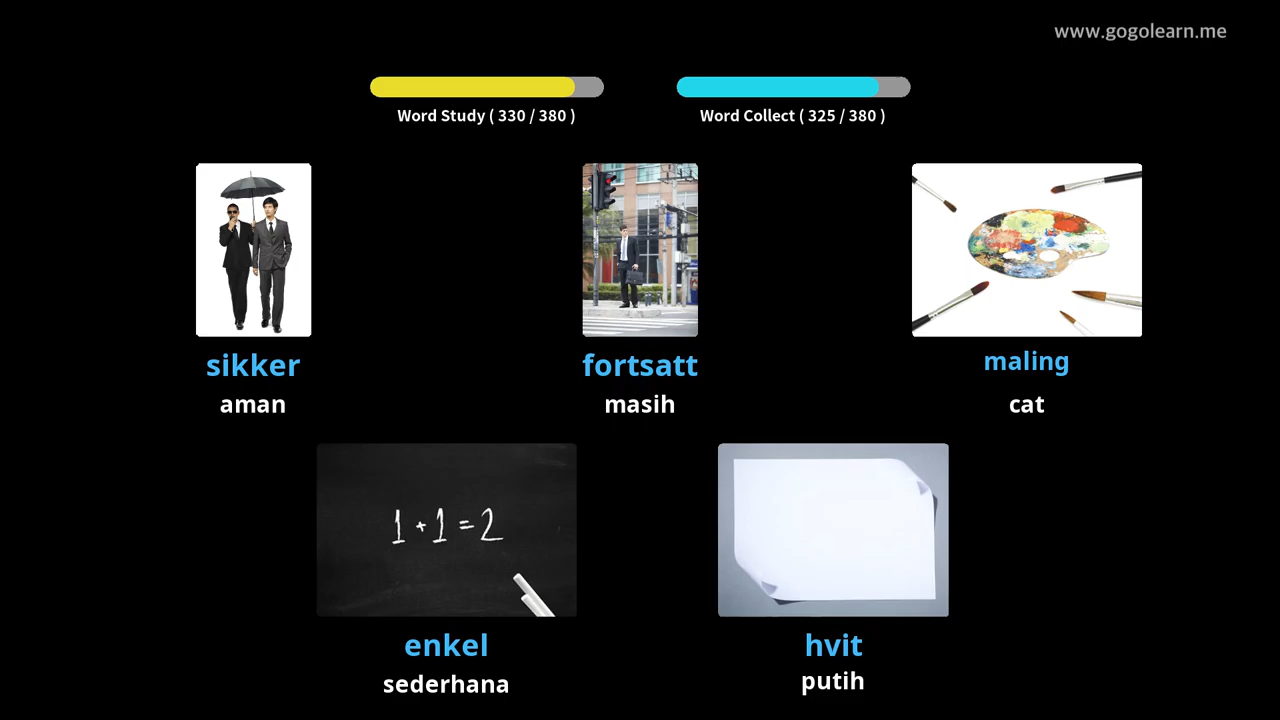 www.gogolearn.me
Word Study ( 330 / 380 )
Word Collect ( 325 / 380 )
sikker
aman
fortsatt
masih
maling
cat
1 + 1 = 2
enkel
sederhana
hvit
putih